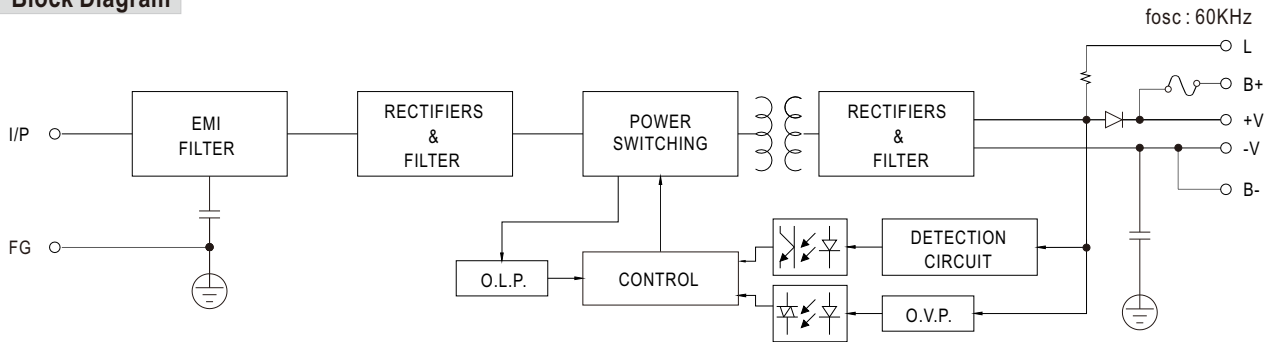 Block Diagram
fosc : 60KHz
L
B+
+V
-V
B-
I/P
EMI
FILTER
RECTIFIERS
&
FILTER
POWER
SWITCHING
RECTIFIERS
&
FILTER
FG
O.L.P.
CONTROL
DETECTION
CIRCUIT
O.V.P.